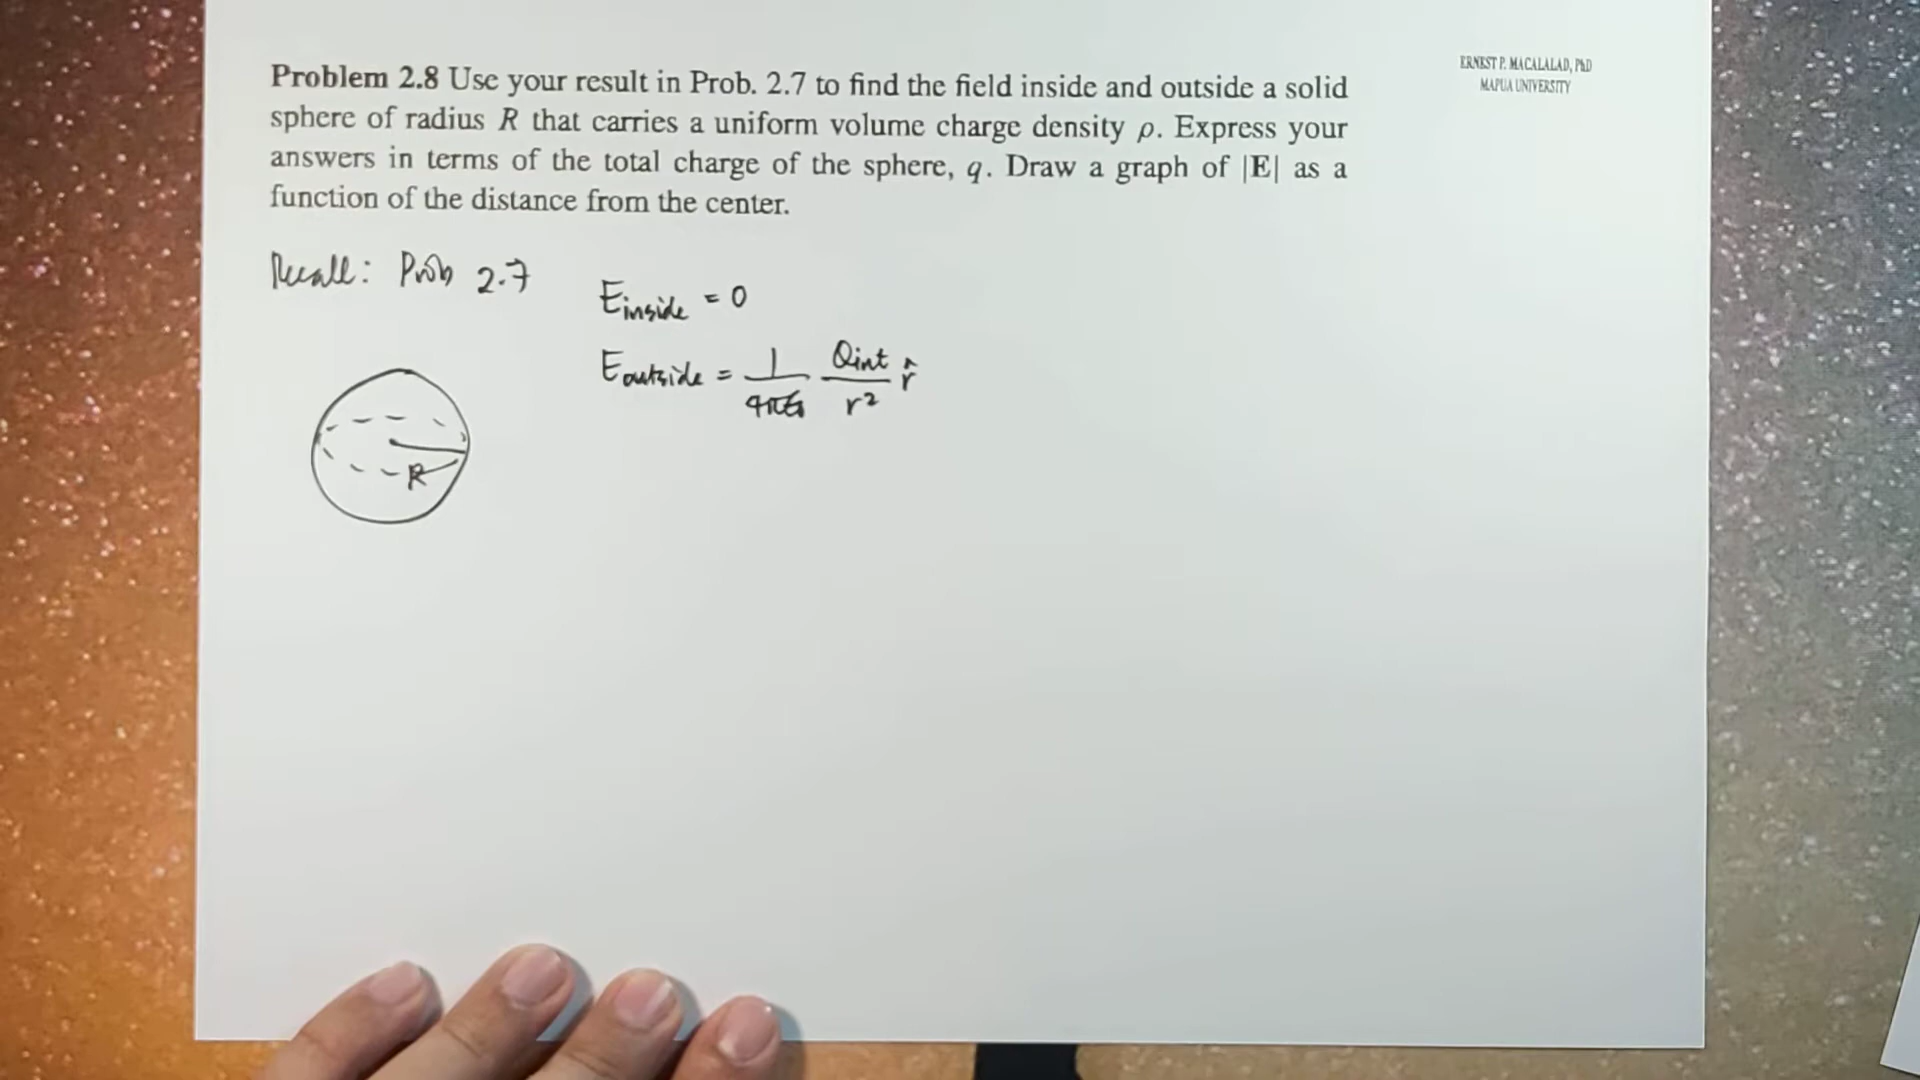 Problem 2.8 Use your result in Prob. 2.7 to find the field inside and outside a solid
sphere of radius R that carries a uniform volume charge density ρ. Express your
answers in terms of the total charge of the sphere, q. Draw a graph of |E| as a
function of the distance from the center.
ERNEST P. MACALALAD, PhD
MAPUA UNIVERSITY
Recall: Prob 2.7
E inside = 0
E outside = 1/4πε₀ Qint/r² r̂
R